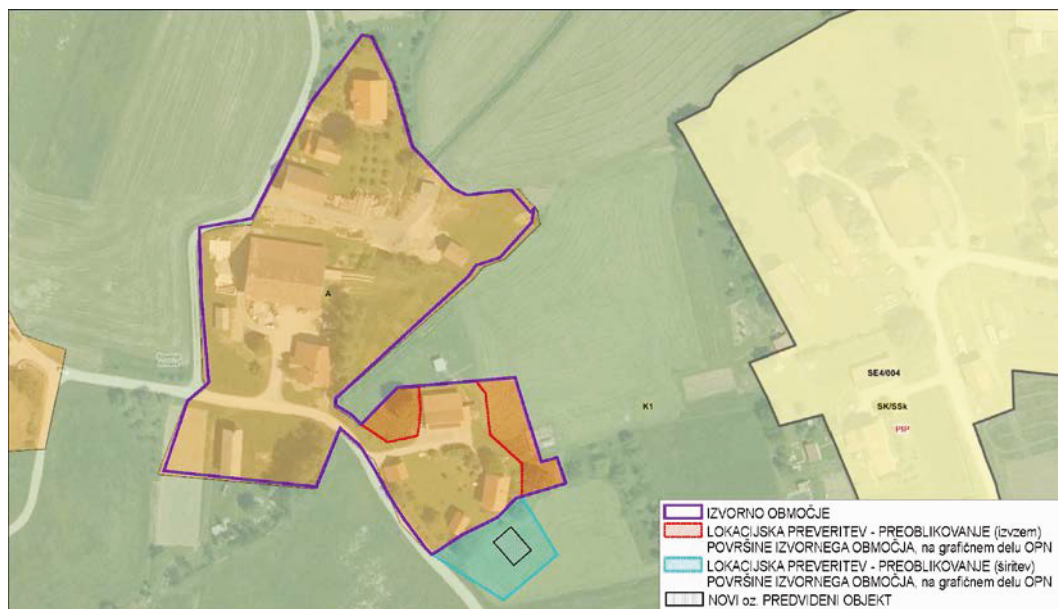 A
K1
SE4/004
SK/SSk
PIP
IZVORNO OBMOČJE
LOKACIJSKA PREVERITEV - PREOBLIKOVANJE (izvzem)
POVRŠINE IZVORNEGA OBMOČJA, na grafičnem delu OPN
LOKACIJSKA PREVERITEV - PREOBLIKOVANJE (širitev)
POVRŠINE IZVORNEGA OBMOČJA, na grafičnem delu OPN
NOVI oz. PREDVIDENI OBJEKT